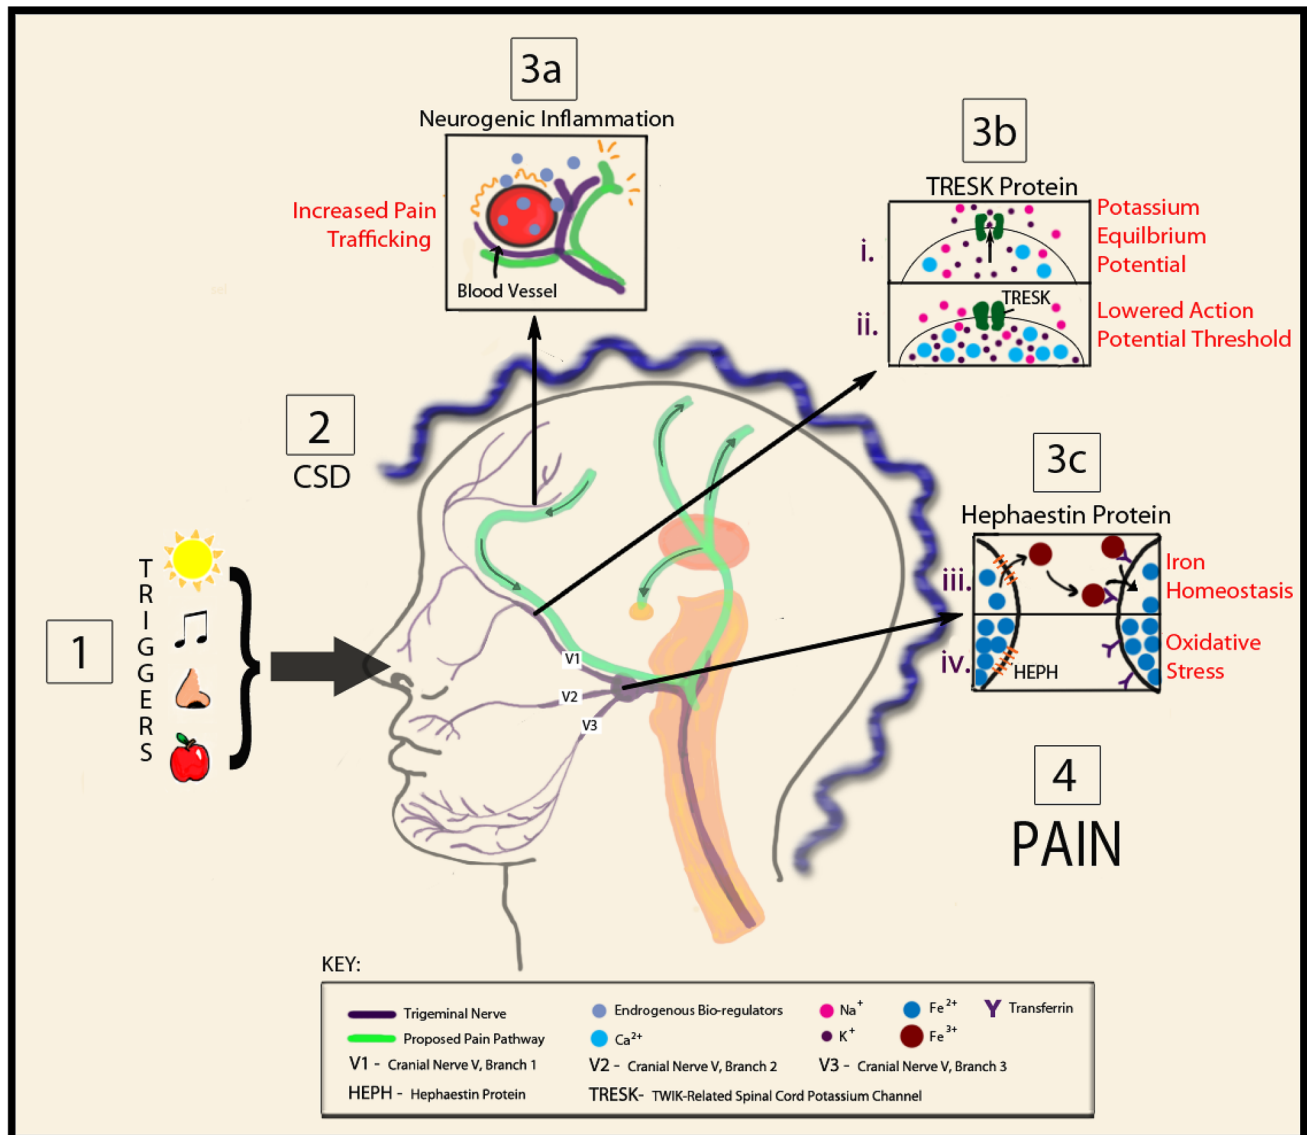 3a
Neurogenic Inflammation
Increased Pain
Trafficking
Blood Vessel
3b
TRESK Protein
i.
Potassium
Equilbrium
Potential
ii.
TRESK
Lowered Action
Potential Threshold
2
CSD
3c
Hephaestin Protein
iii.
Iron
Homeostasis
iv.
HEPH
Oxidative
Stress
1
TRIGGERS
V1
V2
V3
4
PAIN
KEY:
Trigeminal Nerve
Endrogenous Bio-regulators
Na+
Fe2+
Transferrin
Proposed Pain Pathway
Ca2+
K+
Fe3+
V1 - Cranial Nerve V, Branch 1
V2 - Cranial Nerve V, Branch 2
V3 - Cranial Nerve V, Branch 3
HEPH - Hephaestin Protein
TRESK- TWIK-Related Spinal Cord Potassium Channel